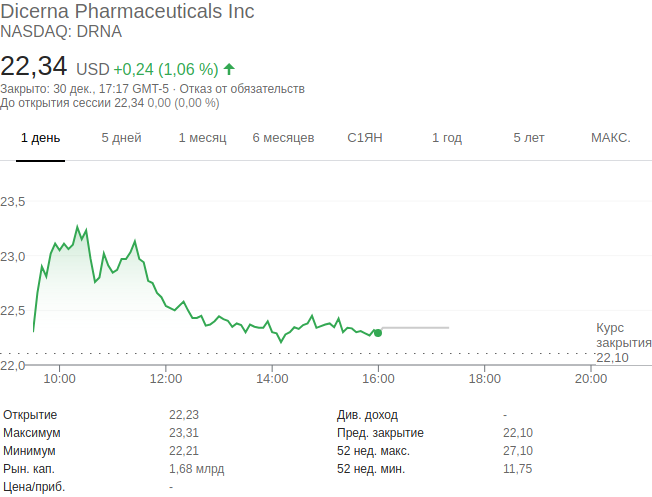 Dicerna Pharmaceuticals Inc
NASDAQ: DRNA
22,34 USD +0,24 (1,06 %)
Закрыто: 30 дек., 17:17 GMT-5 · Отказ от обязательств
До открытия сессии 22,34 0,00 (0,00 %)
1 день 5 дней 1 месяц 6 месяцев С1ЯН 1 год 5 лет МАКС.
23,5
23,0
22,5
22,0
Курс
закрытия
22,10
10:00 12:00 14:00 16:00 18:00 20:00
Открытие 22,23 Див. доход -
Максимум 23,31 Пред. закрытие 22,10
Минимум 22,21 52 нед. макс. 27,10
Рын. кап. 1,68 млрд 52 нед. мин. 11,75
Цена/приб. -